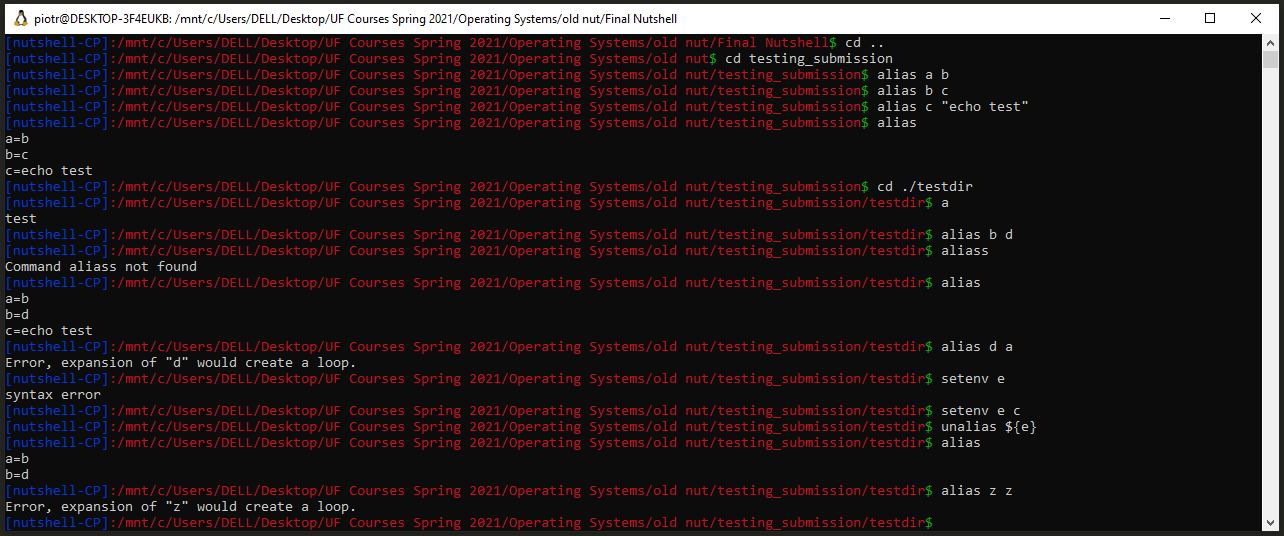 piotr@DESKTOP-3F4EUKB: /mnt/c/Users/DELL/Desktop/UF Courses Spring 2021/Operating Systems/old nut/Final Nutshell
[nutshell-CP]:/mnt/c/Users/DELL/Desktop/UF Courses Spring 2021/Operating Systems/old nut/Final Nutshell$ cd ..
[nutshell-CP]:/mnt/c/Users/DELL/Desktop/UF Courses Spring 2021/Operating Systems/old nut$ cd testing_submission
[nutshell-CP]:/mnt/c/Users/DELL/Desktop/UF Courses Spring 2021/Operating Systems/old nut/testing_submission$ alias a b
[nutshell-CP]:/mnt/c/Users/DELL/Desktop/UF Courses Spring 2021/Operating Systems/old nut/testing_submission$ alias b c
[nutshell-CP]:/mnt/c/Users/DELL/Desktop/UF Courses Spring 2021/Operating Systems/old nut/testing_submission$ alias c "echo test"
[nutshell-CP]:/mnt/c/Users/DELL/Desktop/UF Courses Spring 2021/Operating Systems/old nut/testing_submission$ alias
a=b
b=c
c=echo test
[nutshell-CP]:/mnt/c/Users/DELL/Desktop/UF Courses Spring 2021/Operating Systems/old nut/testing_submission$ cd ./testdir
[nutshell-CP]:/mnt/c/Users/DELL/Desktop/UF Courses Spring 2021/Operating Systems/old nut/testing_submission/testdir$ a
test
[nutshell-CP]:/mnt/c/Users/DELL/Desktop/UF Courses Spring 2021/Operating Systems/old nut/testing_submission/testdir$ alias b d
[nutshell-CP]:/mnt/c/Users/DELL/Desktop/UF Courses Spring 2021/Operating Systems/old nut/testing_submission/testdir$ aliass
Command aliass not found
[nutshell-CP]:/mnt/c/Users/DELL/Desktop/UF Courses Spring 2021/Operating Systems/old nut/testing_submission/testdir$ alias
a=b
b=d
c=echo test
[nutshell-CP]:/mnt/c/Users/DELL/Desktop/UF Courses Spring 2021/Operating Systems/old nut/testing_submission/testdir$ alias d a
Error, expansion of "d" would create a loop.
[nutshell-CP]:/mnt/c/Users/DELL/Desktop/UF Courses Spring 2021/Operating Systems/old nut/testing_submission/testdir$ setenv e
syntax error
[nutshell-CP]:/mnt/c/Users/DELL/Desktop/UF Courses Spring 2021/Operating Systems/old nut/testing_submission/testdir$ setenv e c
[nutshell-CP]:/mnt/c/Users/DELL/Desktop/UF Courses Spring 2021/Operating Systems/old nut/testing_submission/testdir$ unalias ${e}
[nutshell-CP]:/mnt/c/Users/DELL/Desktop/UF Courses Spring 2021/Operating Systems/old nut/testing_submission/testdir$ alias
a=b
b=d
[nutshell-CP]:/mnt/c/Users/DELL/Desktop/UF Courses Spring 2021/Operating Systems/old nut/testing_submission/testdir$ alias z z
Error, expansion of "z" would create a loop.
[nutshell-CP]:/mnt/c/Users/DELL/Desktop/UF Courses Spring 2021/Operating Systems/old nut/testing_submission/testdir$